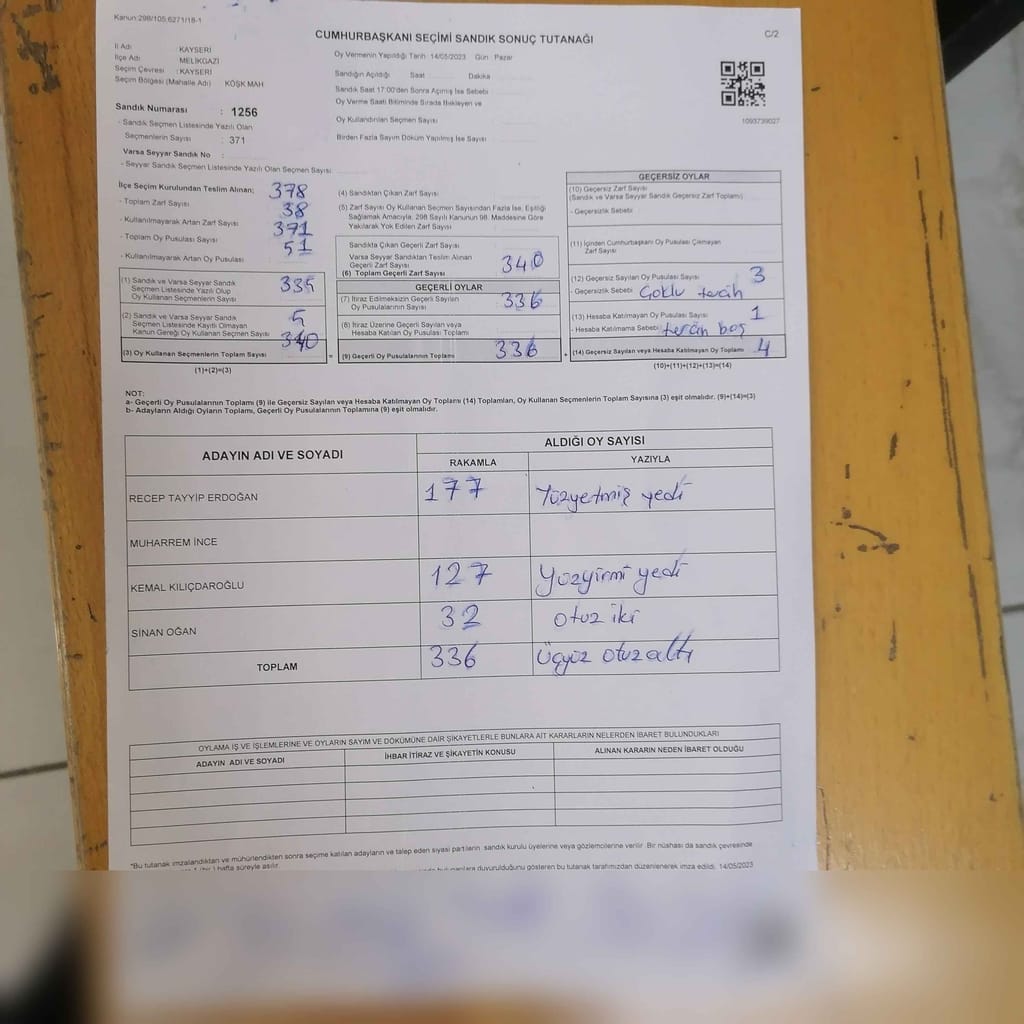 Kanun:298/105,6271/18-1
CUMHURBAŞKANI SEÇİMİ SANDIK SONUÇ TUTANAĞI
C/2
İl Adı : KAYSERİ
İlçe Adı : MELİKGAZİ
Seçim Çevresi : KAYSERİ
Seçim Bölgesi (Mahalle Adı) KÖŞK MAH
Oy Vermenin Yapıldığı Tarih 14/05/2023 Gün Pazar
Sandığın Açıldığı Saat Dakika
Sandık Saat 17:00'den Sonra Açılmış İse Sebebi
Oy Verme Saati Bitiminde Sırada Bekleyen ve
Oy Kullandırılan Seçmen Sayısı
Birden Fazla Sayım Döküm Yapılmış İse Sayısı
1093739027
Sandık Numarası : 1256
- Sandık Seçmen Listesinde Yazılı Olan
Seçmenlerin Sayısı : 371
Varsa Seyyar Sandık No :
- Seyyar Sandık Seçmen Listesinde Yazılı Olan Seçmen Sayısı
İlçe Seçim Kurulundan Teslim Alınan;
- Toplam Zarf Sayısı 378
- Kullanılmayarak Artan Zarf Sayısı 38
- Toplam Oy Pusulası Sayısı 371
- Kullanılmayarak Artan Oy Pusulası 51
(1) Sandık ve Varsa Seyyar Sandık
Seçmen Listesinde Yazılı Olup
Oy Kullanan Seçmenlerin Sayısı 335
(2) Sandık ve Varsa Seyyar Sandık
Seçmen Listesinde Kayıtlı Olmayan
Kanun Gereği Oy Kullanan Seçmen Sayısı 5
(3) Oy Kullanan Seçmenlerin Toplam Sayısı 340
(1)+(2)=(3)
(4) Sandıktan Çıkan Zarf Sayısı
(5) Zarf Sayısı Oy Kullanan Seçmen Sayısından Fazla İse, Eşitliği
Sağlamak Amacıyla, 298 Sayılı Kanunun 98. Maddesine Göre
Yakılarak Yok Edilen Zarf Sayısı
Sandıkta Çıkan Geçerli Zarf Sayısı
Varsa Seyyar Sandıktan Teslim Alınan
Geçerli Zarf Sayısı
(6) Toplam Geçerli Zarf Sayısı 340
GEÇERLİ OYLAR
(7) İtiraz Edilmeksizin Geçerli Sayılan
Oy Pusulalarının Sayısı 336
(8) İtiraz Üzerine Geçerli Sayılan veya
Hesaba Katılan Oy Pusulası Toplamı
= (9) Geçerli Oy Pusulalarının Toplamı 336 +
GEÇERSİZ OYLAR
(10) Geçersiz Zarf Sayısı
(Sandık ve Varsa Seyyar Sandık Geçersiz Zarf Toplamı)
- Geçersizlik Sebebi
(11) İçinden Cumhurbaşkanı Oy Pusulası Çıkmayan
Zarf Sayısı
(12) Geçersiz Sayılan Oy Pusulası Sayısı 3
- Geçersizlik Sebebi Çoklu tercih
(13) Hesaba Katılmayan Oy Pusulası Sayısı 1
- Hesaba Katılmama Sebebi tercih boş
(14) Geçersiz Sayılan veya Hesaba Katılmayan Oy Toplamı 4
(10)+(11)+(12)+(13)=(14)
NOT:
a- Geçerli Oy Pusulalarının Toplamı (9) ile Geçersiz Sayılan veya Hesaba Katılmayan Oy Toplamı (14) Toplamları, Oy Kullanan Seçmenlerin Toplam Sayısına (3) eşit olmalıdır. (9)+(14)=(3)
b- Adayların Aldığı Oyların Toplamı, Geçerli Oy Pusulalarının Toplamına (9) eşit olmalıdır.
ADAYIN ADI VE SOYADI
ALDIĞI OY SAYISI
RAKAMLA YAZIYLA
RECEP TAYYİP ERDOĞAN 177 Yüzyetmiş yedi
MUHARREM İNCE
KEMAL KILIÇDAROĞLU 127 Yüzyirmi yedi
SİNAN OĞAN 32 otuz iki
TOPLAM 336 Üçyüz otuz altı
OYLAMA İŞ VE İŞLEMLERİNE VE OYLARIN SAYIM VE DÖKÜMÜNE DAİR ŞİKAYETLERLE BUNLARA AİT KARARLARIN NELERDEN İBARET BULUNDUKLARI
ADAYIN ADI VE SOYADI İHBAR İTİRAZ VE ŞİKAYETİN KONUSU ALINAN KARARIN NEDEN İBARET OLDUĞU
*Bu tutanak imzalandıktan ve mühürlendikten sonra seçime katılan adayların ve talep eden siyasi partilerin sandık kurulu üyelerine veya gözlemcilerine verilir. Bir nüshası da sandık çevresinde
hafta süreyle asılır.
duyurulduğunu gösteren bu tutanak tarafımızdan düzenlenerek imza edildi. 14/05/2023